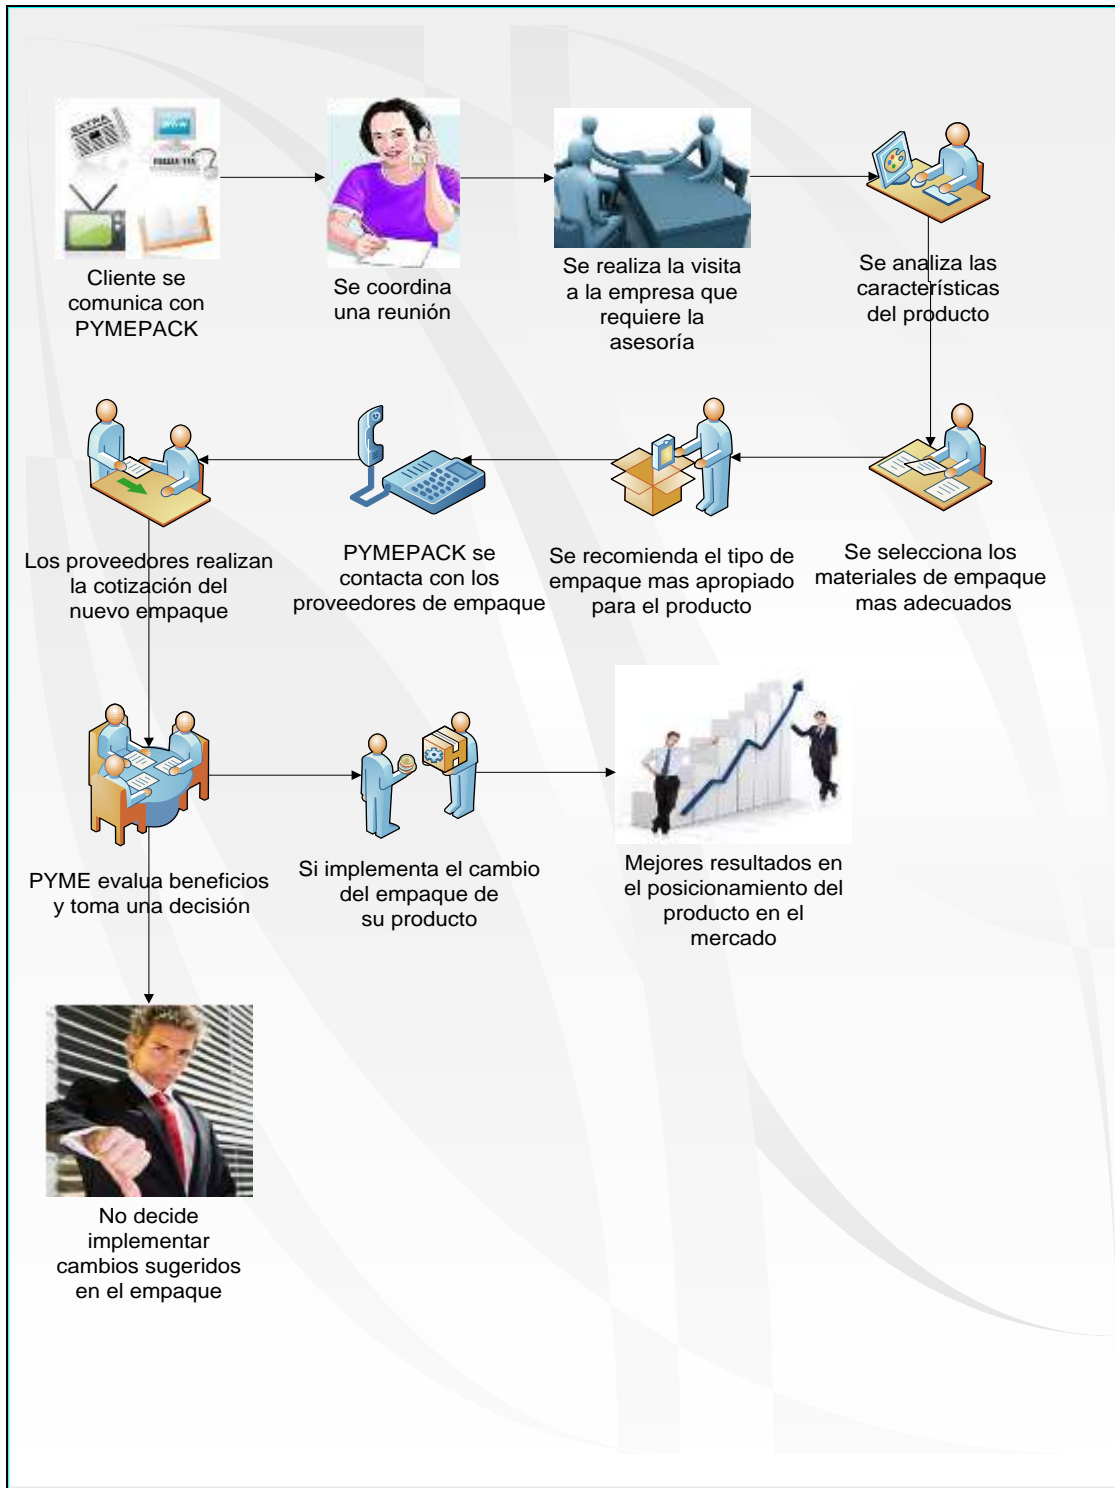 EXTRA
Cliente se
comunica con
PYMEPACK
Se coordina
una reunión
Se realiza la visita
a la empresa que
requiere la
asesoría
Se analiza las
características
del producto
Los proveedores realizan
la cotización del
nuevo empaque
PYMEPACK se
contacta con los
proveedores de empaque
Se recomienda el tipo de
empaque mas apropiado
para el producto
Se selecciona los
materiales de empaque
mas adecuados
PYME evalua beneficios
y toma una decisión
Si implementa el cambio
del empaque de
su producto
Mejores resultados en
el posicionamiento del
producto en el
mercado
No decide
implementar
cambios sugeridos
en el empaque